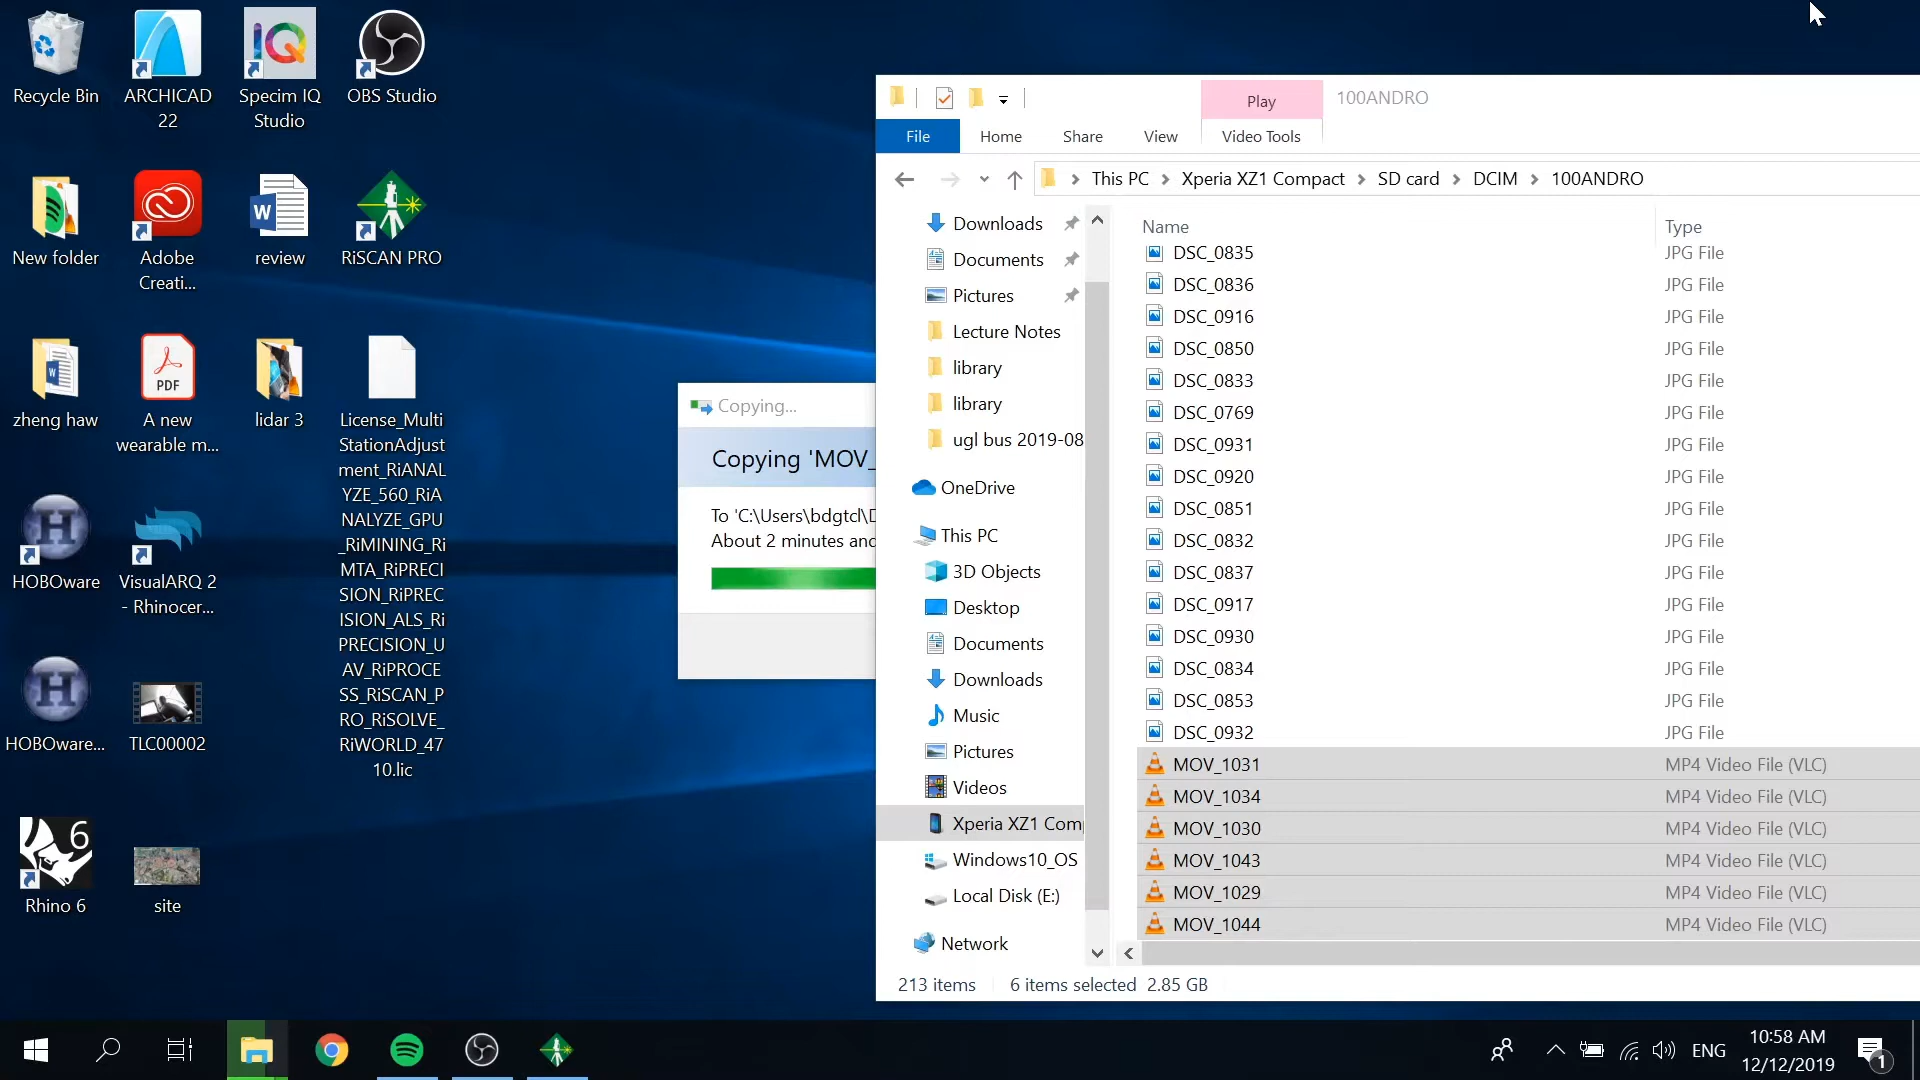 Recycle Bin
ARCHICAD
22
IQ
Specim IQ
Studio
OBS Studio
New folder
Adobe
Creati...
W
review
RiSCAN PRO
zheng haw
PDF
A new
wearable m...
lidar 3
License_Multi
StationAdjust
ment_RiANAL
YZE_560_RiA
NALYZE_GPU
_RiMINING_Ri
MTA_RiPRECI
SION_RiPREC
ISION_ALS_Ri
PRECISION_U
AV_RiPROCE
SS_RiSCAN_P
RO_RiSOLVE_
RiWORLD_47
10.lic
H
HOBOware
VisualARQ 2
- Rhinocer...
H
HOBOware...
TLC00002
6
Rhino 6
site
Copying...
Copying 'MOV_
To 'C:\Users\bdgtcl\D
About 2 minutes and
Play
100ANDRO
File
Home
Share
View
Video Tools
This PC
Xperia XZ1 Compact
SD card
DCIM
100ANDRO
Downloads
Documents
Pictures
Lecture Notes
library
library
ugl bus 2019-08
OneDrive
This PC
3D Objects
Desktop
Documents
Downloads
Music
Pictures
Videos
Xperia XZ1 Comp
Windows10_OS
Local Disk (E:)
Network
Name Type
DSC_0835 JPG File
DSC_0836 JPG File
DSC_0916 JPG File
DSC_0850 JPG File
DSC_0833 JPG File
DSC_0769 JPG File
DSC_0931 JPG File
DSC_0920 JPG File
DSC_0851 JPG File
DSC_0832 JPG File
DSC_0837 JPG File
DSC_0917 JPG File
DSC_0930 JPG File
DSC_0834 JPG File
DSC_0853 JPG File
DSC_0932 JPG File
MOV_1031 MP4 Video File (VLC)
MOV_1034 MP4 Video File (VLC)
MOV_1030 MP4 Video File (VLC)
MOV_1043 MP4 Video File (VLC)
MOV_1029 MP4 Video File (VLC)
MOV_1044 MP4 Video File (VLC)
213 items 6 items selected 2.85 GB
ENG
10:58 AM
12/12/2019
1